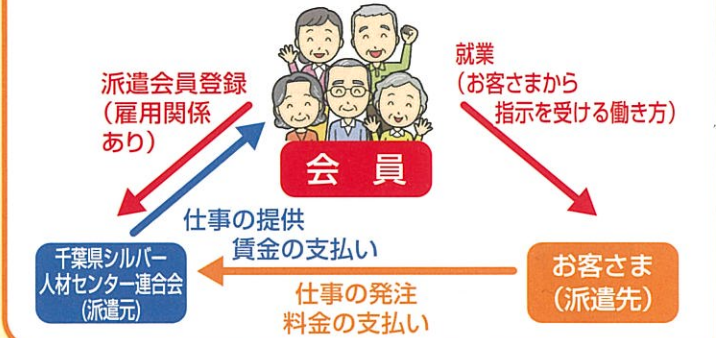 派遣会員登録
（雇用関係
あり）
就業
（お客さまから
指示を受ける働き方）
会員
仕事の提供
賃金の支払い
千葉県シルバー
人材センター連合会
（派遣元）
お客さま
（派遣先）
仕事の発注
料金の支払い